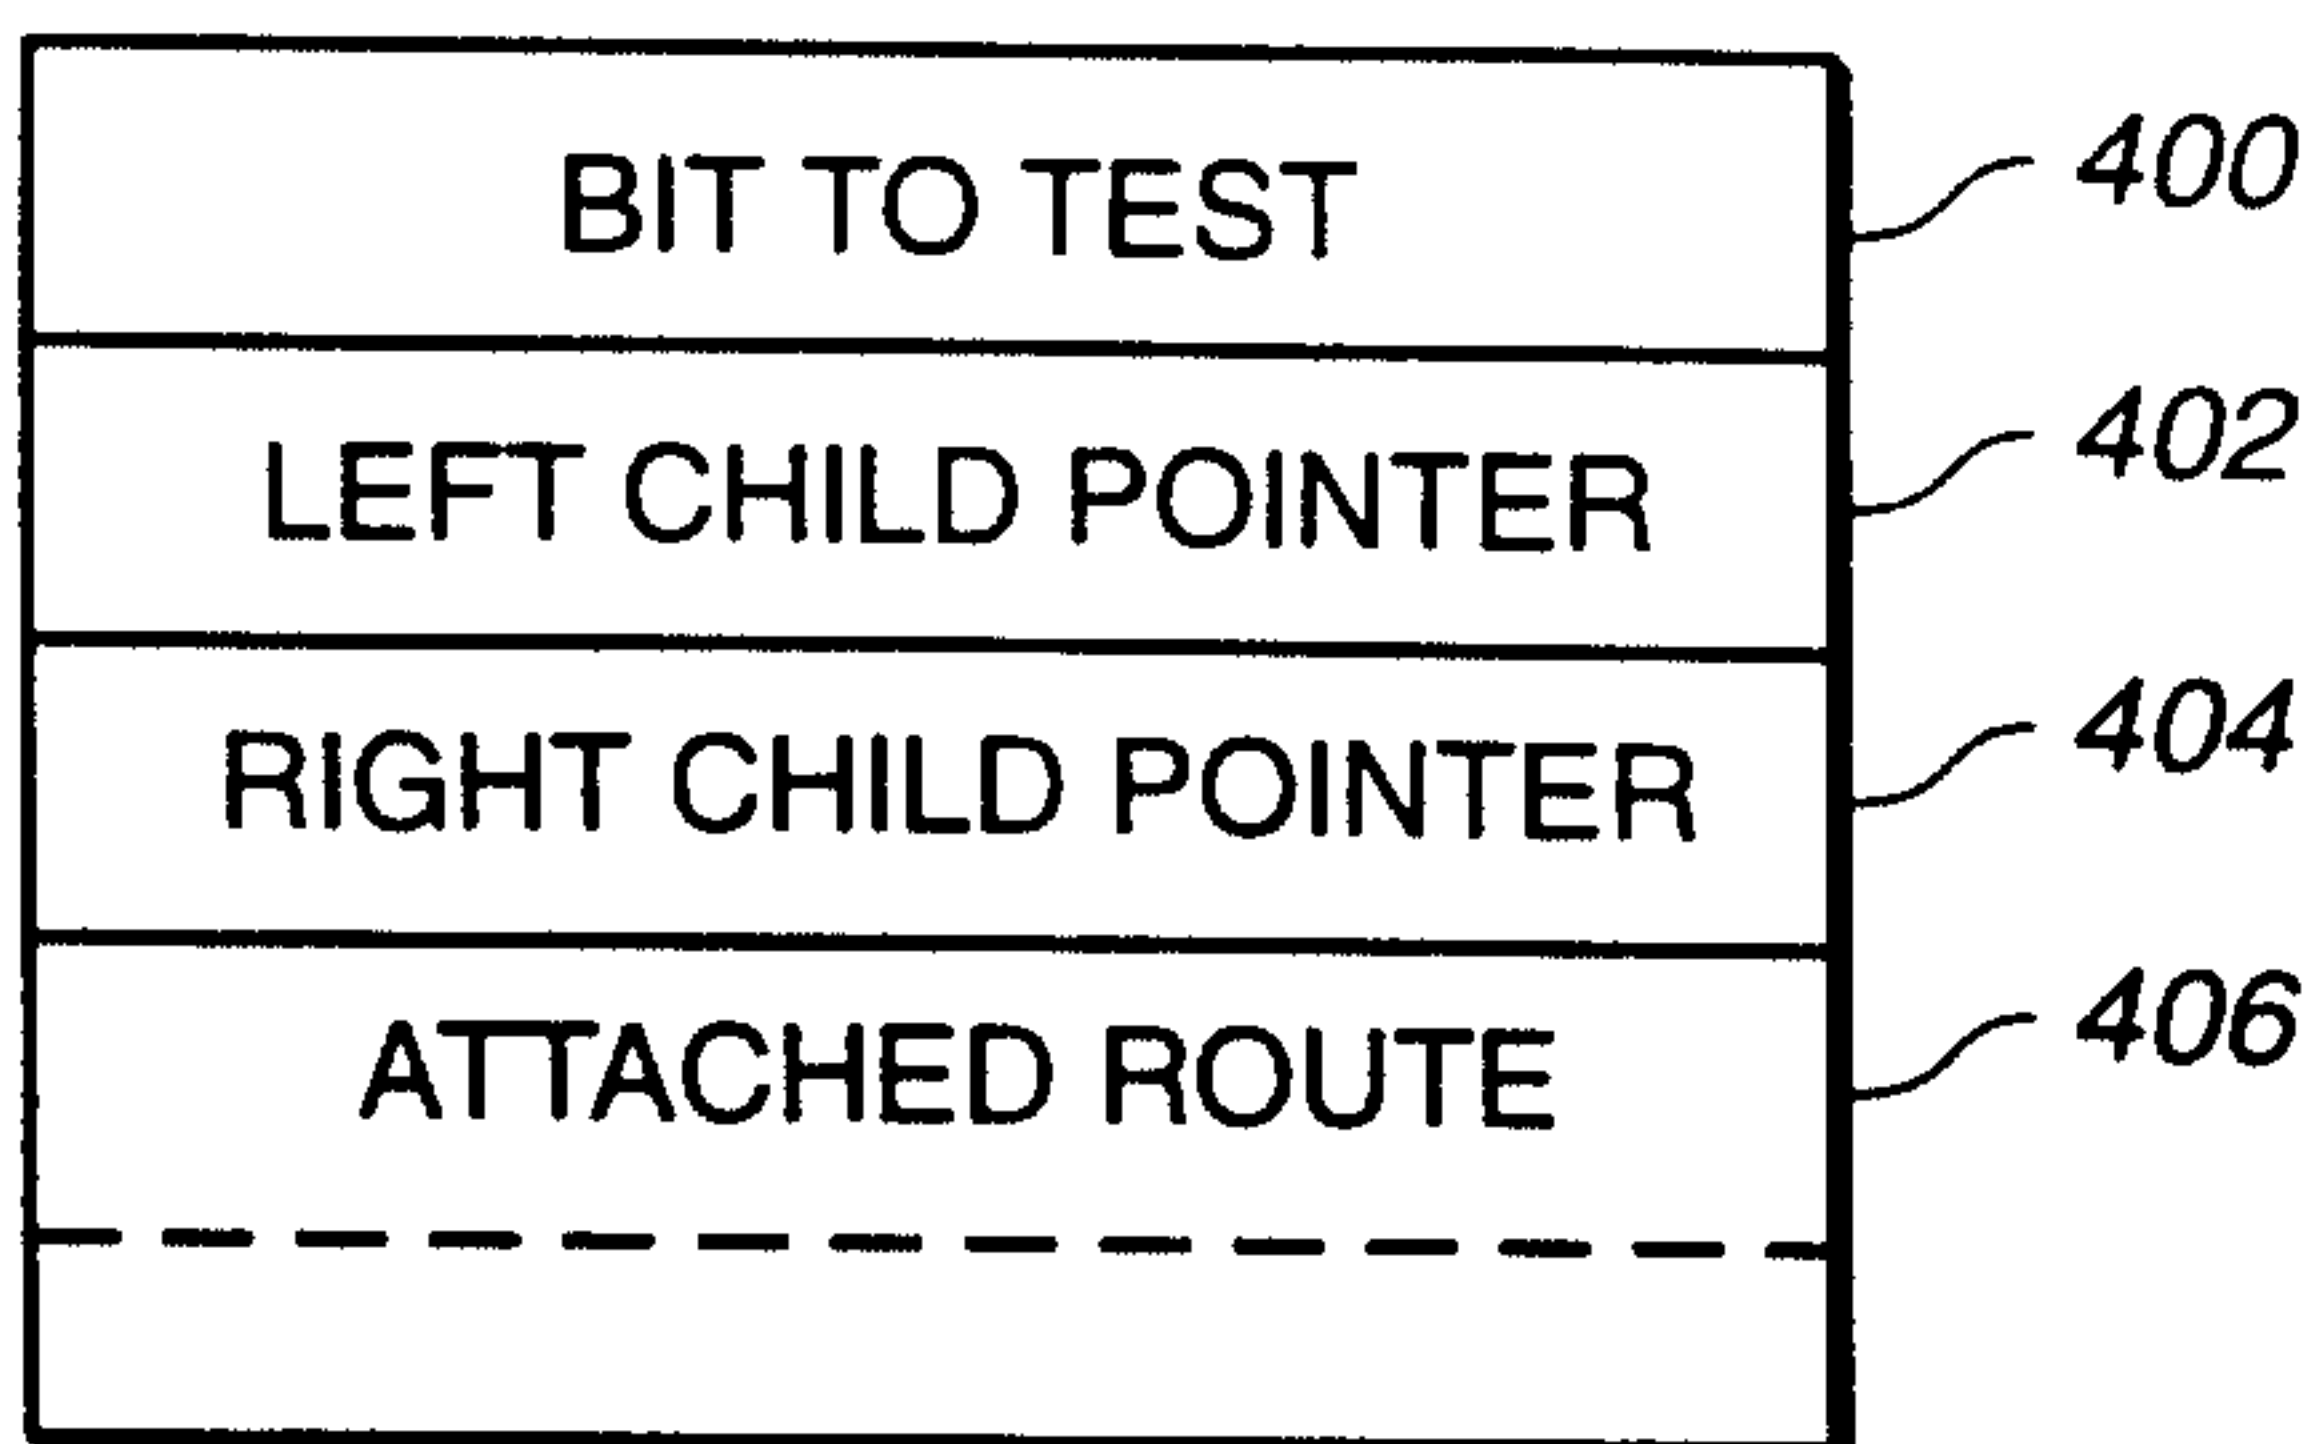 BIT TO TEST 400
LEFT CHILD POINTER 402
RIGHT CHILD POINTER 404
ATTACHED ROUTE 406